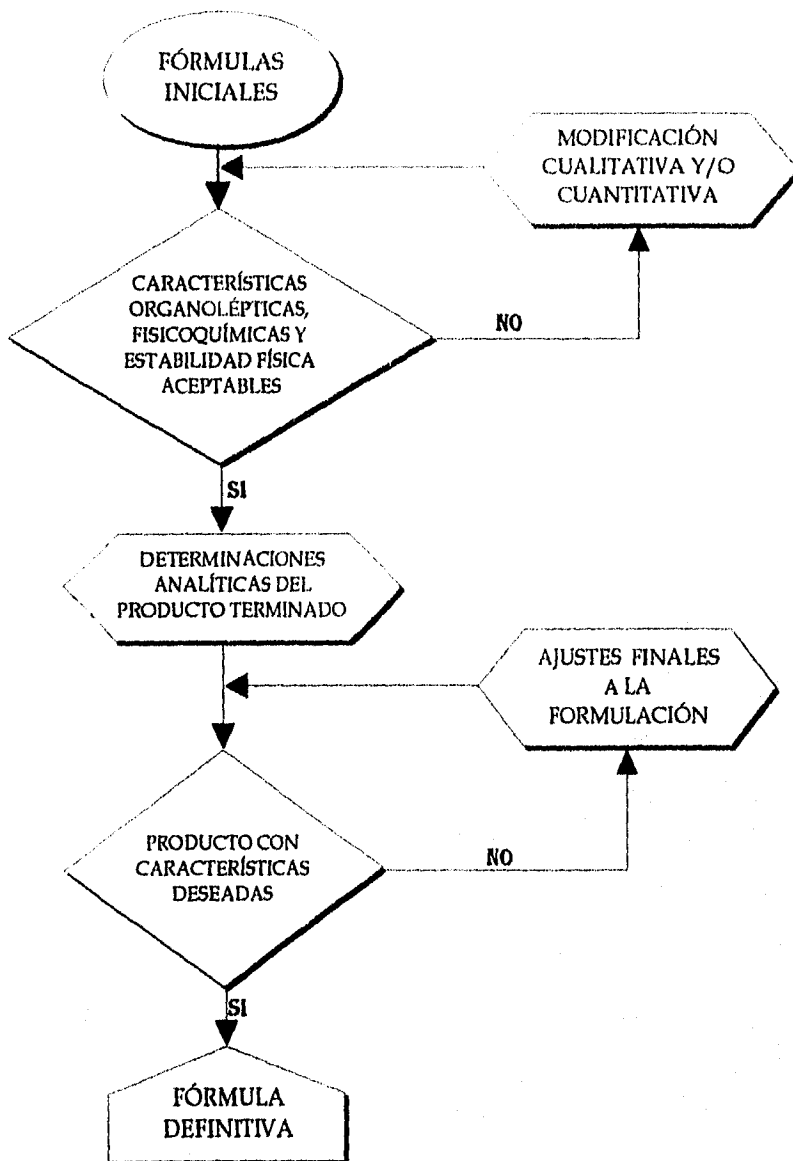 FÓRMULAS
INICIALES
MODIFICACIÓN
CUALITATIVA Y/O
CUANTITATIVA
CARACTERÍSTICAS
ORGANOLÉPTICAS,
FISICOQUÍMICAS Y
ESTABILIDAD FÍSICA
ACEPTABLES
NO
SI
DETERMINACIONES
ANALÍTICAS DEL
PRODUCTO TERMINADO
AJUSTES FINALES
A LA
FORMULACIÓN
PRODUCTO CON
CARACTERÍSTICAS
DESEADAS
NO
SI
FÓRMULA
DEFINITIVA